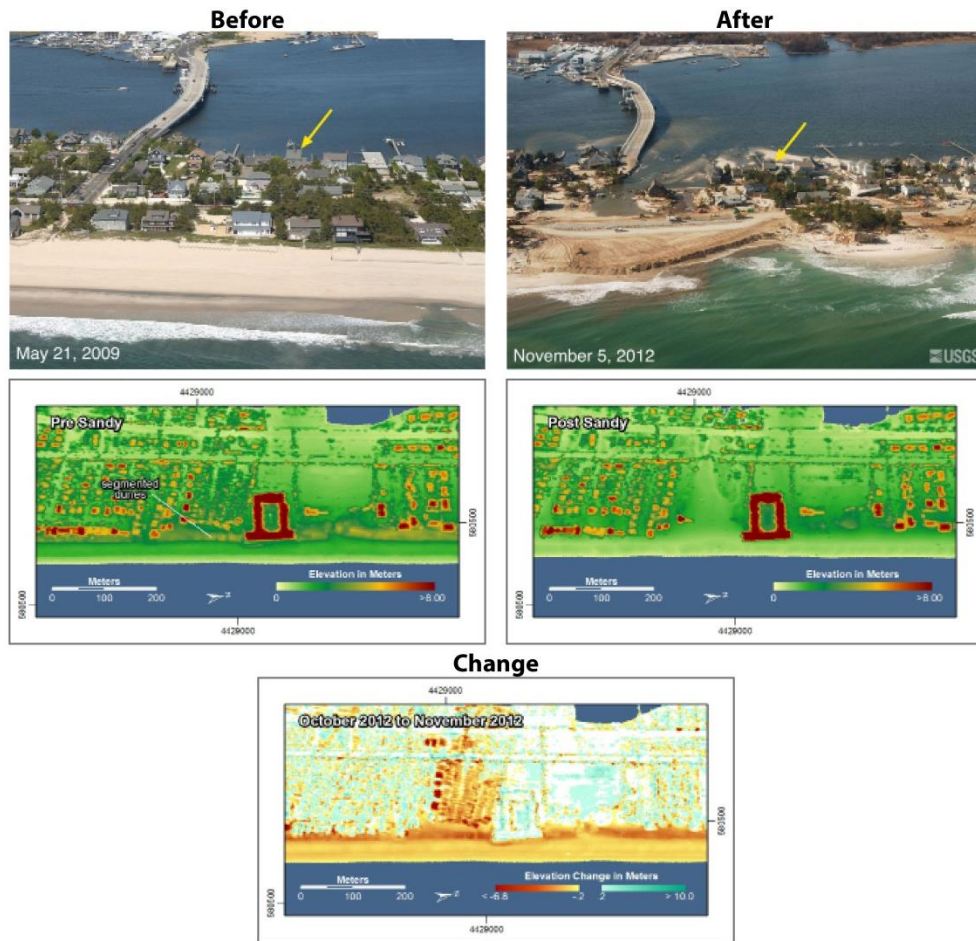 Before
After
May 21, 2009
November 5, 2012
USGS
4429000
4429000
Pre Sandy
Post Sandy
segmented
dunes
580500
580500
Meters
Elevation in Meters
Meters
Elevation in Meters
0 100 200
0 >8.00
0 100 200
0 >8.00
4429000
4429000
Change
4429000
October 2012 to November 2012
580500
Meters
Elevation Change in Meters
0 100 200
< -6.8 -.2 2 > 10.0
4429000